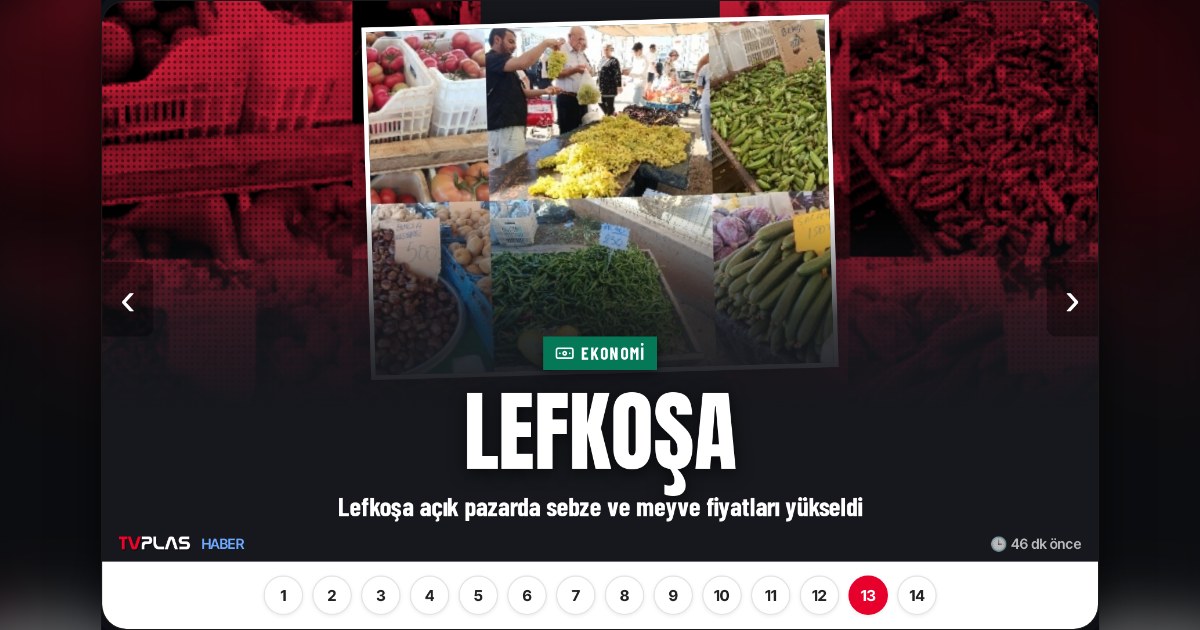 EKONOMİ
LEFKOŞA
Lefkoşa açık pazarda sebze ve meyve fiyatları yükseldi
TVPLAS HABER
46 dk önce
1 2 3 4 5 6 7 8 9 10 11 12 13 14